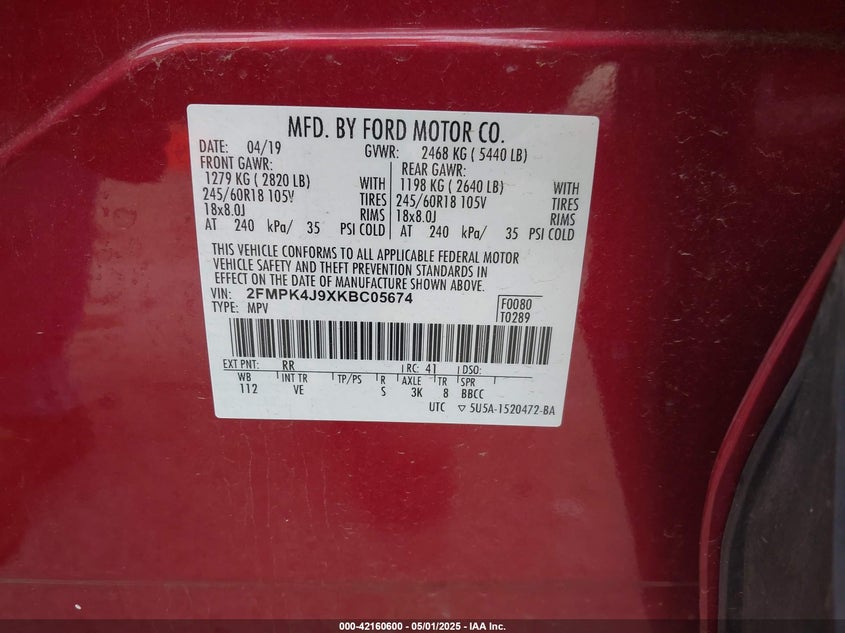 MFD. BY FORD MOTOR CO.
DATE: 04/19 GVWR: 2468 KG ( 5440 LB)
FRONT GAWR: REAR GAWR:
1279 KG ( 2820 LB) WITH 1198 KG ( 2640 LB) WITH
245/60R18 105V TIRES 245/60R18 105V TIRES
18x8.0J RIMS 18x8.0J RIMS
AT 240 kPa/ 35 PSI COLD AT 240 kPa/ 35 PSI COLD
THIS VEHICLE CONFORMS TO ALL APPLICABLE FEDERAL MOTOR
VEHICLE SAFETY AND THEFT PREVENTION STANDARDS IN
EFFECT ON THE DATE OF MANUFACTURE SHOWN ABOVE.
VIN: 2FMPK4J9XKBC05674 F0080
TYPE: MPV T0289
EXT PNT: RR RC: 41 DSO:
WB INT TR TP/PS R AXLE TR SPR
112 VE S 3K 8 BBCC
UTC ▽ 5U5A-1520472-BA
000-42160600 / 05/01/2025 / IAA Inc.